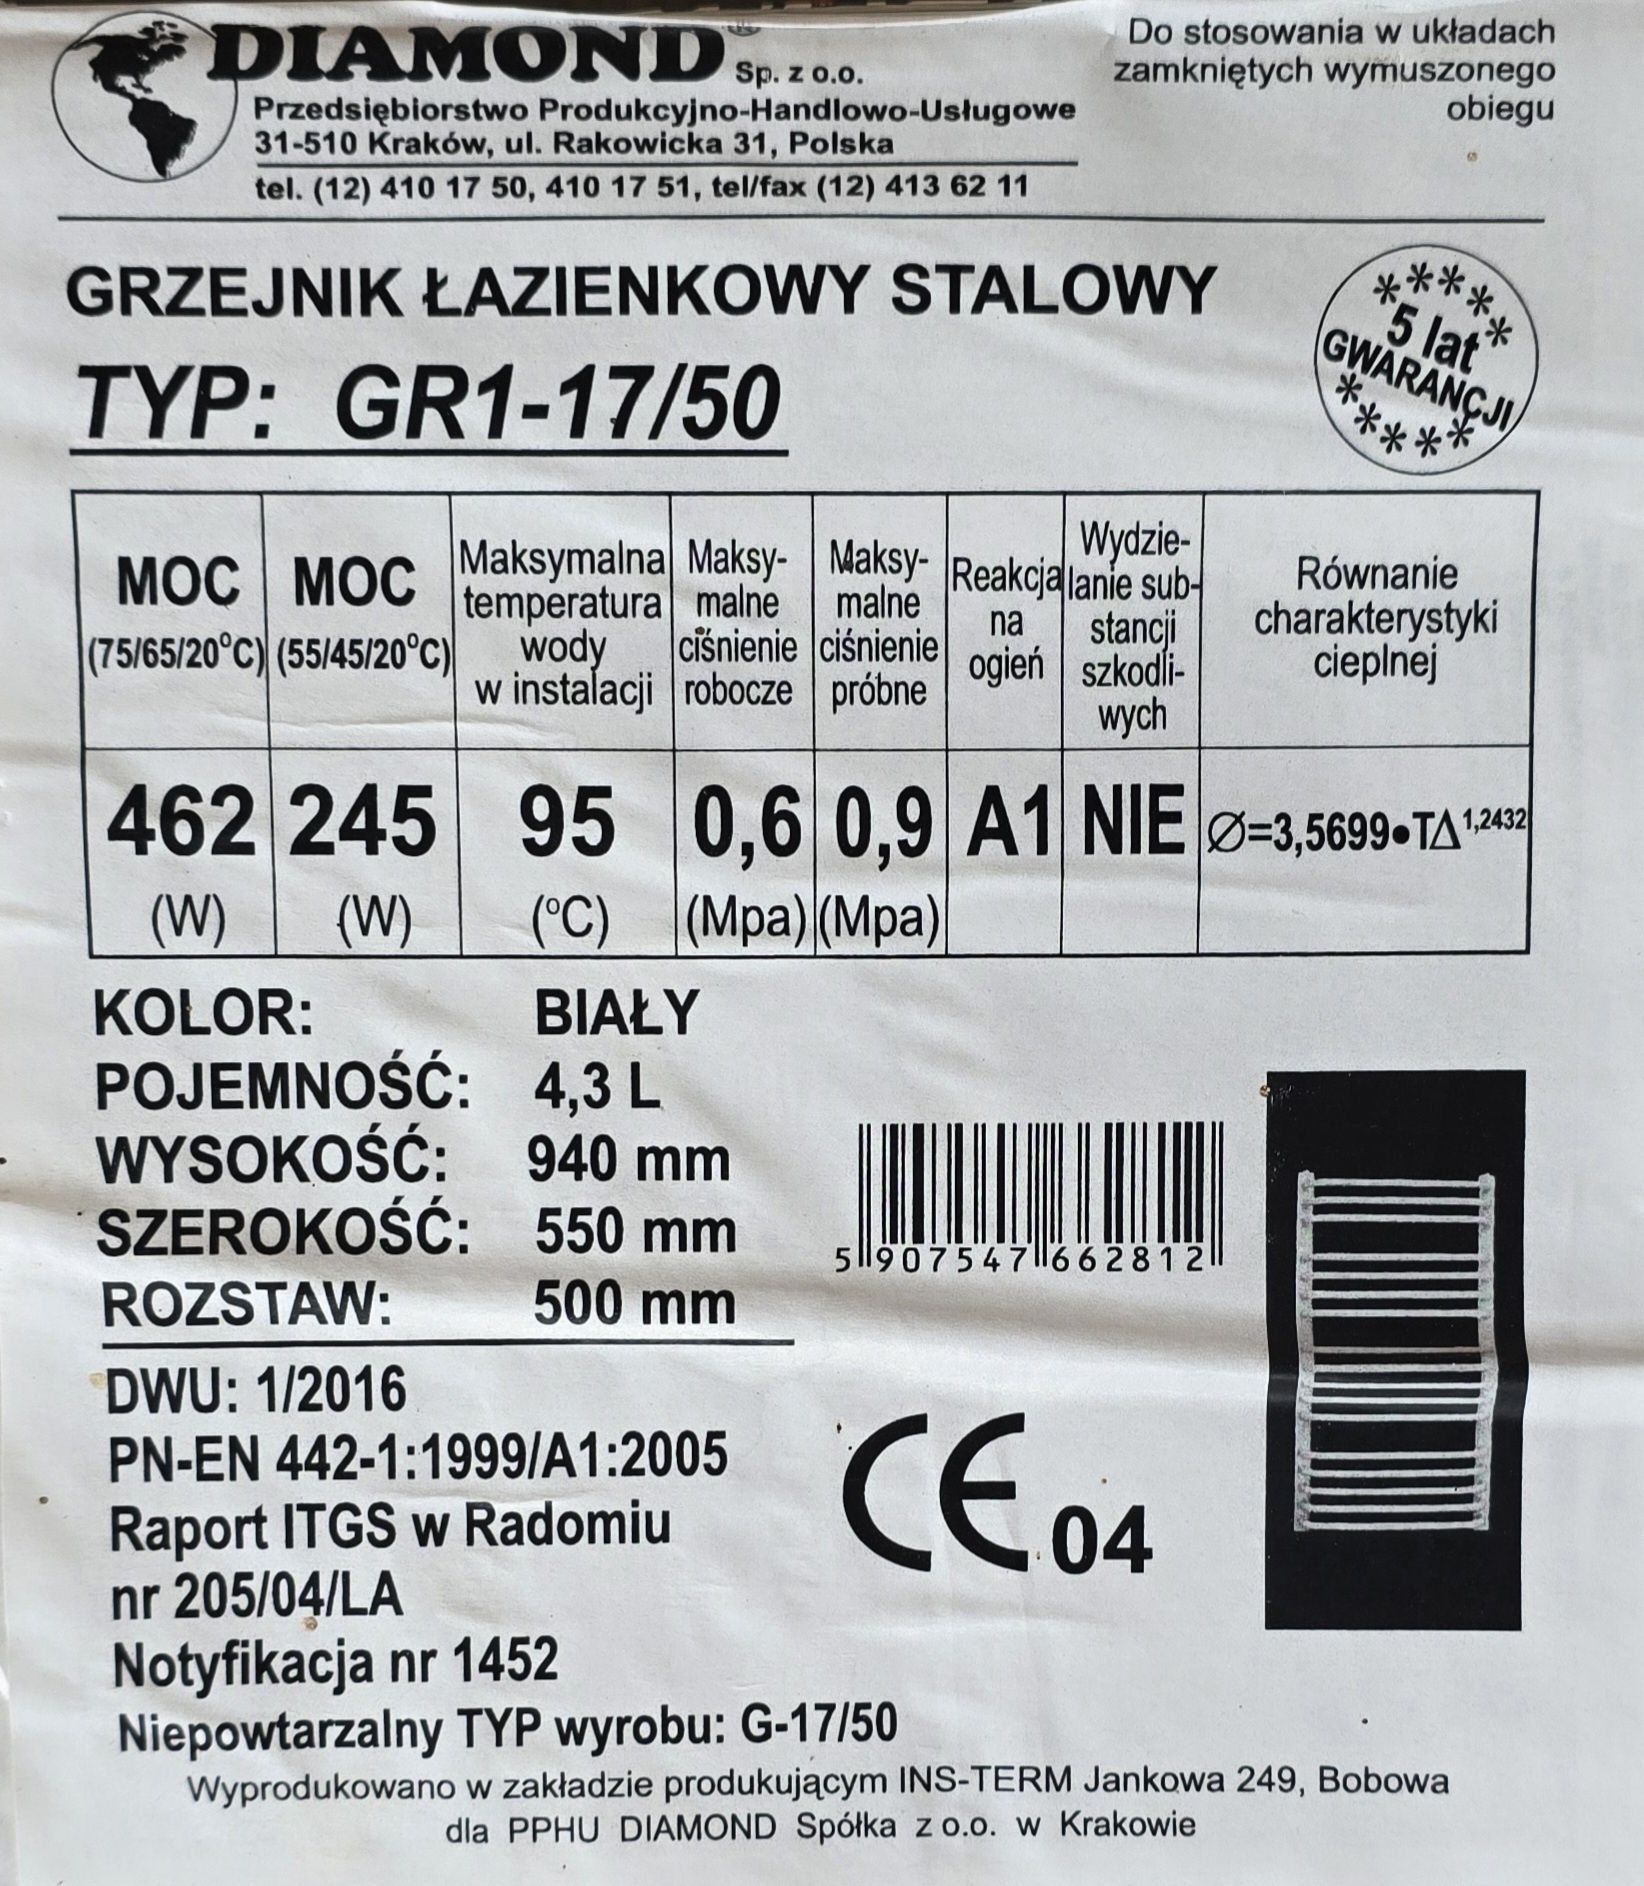 DIAMOND® Sp. z o.o.
Przedsiębiorstwo Produkcyjno-Handlowo-Usługowe
31-510 Kraków, ul. Rakowicka 31, Polska
tel. (12) 410 17 50, 410 17 51, tel/fax (12) 413 62 11
Do stosowania w układach
zamkniętych wymuszonego
obiegu
GRZEJNIK ŁAZIENKOWY STALOWY
TYP: GR1-17/50
*****
5 lat
GWARANCJI
*****
MOC
(75/65/20°C)
MOC
(55/45/20°C)
Maksymalna
temperatura
wody
w instalacji
Maksy-
malne
ciśnienie
robocze
Maksy-
malne
ciśnienie
próbne
Reakcja
na
ogień
Wydzie-
lanie sub-
stancji
szkodli-
wych
Równanie
charakterystyki
cieplnej
462 245 95 0,6 0,9 A1 NIE Ø=3,5699•TΔ1,2432
(W) (W) (°C) (Mpa) (Mpa)
KOLOR: BIAŁY
POJEMNOŚĆ: 4,3 L
WYSOKOŚĆ: 940 mm
SZEROKOŚĆ: 550 mm
ROZSTAW: 500 mm
5 907547 662812
DWU: 1/2016
PN-EN 442-1:1999/A1:2005
Raport ITGS w Radomiu
nr 205/04/LA
Notyfikacja nr 1452
Niepowtarzalny TYP wyrobu: G-17/50
CE 04
Wyprodukowano w zakładzie produkującym INS-TERM Jankowa 249, Bobowa
dla PPHU DIAMOND Spółka z o.o. w Krakowie